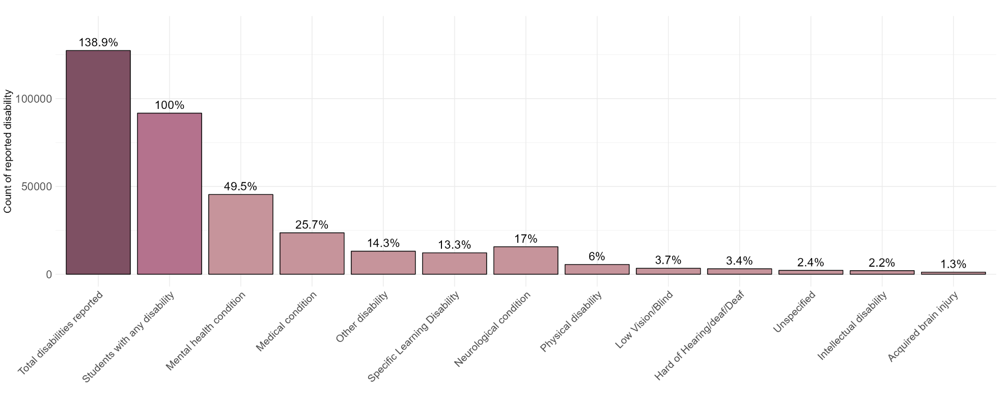 Count of reported disability
100000
50000
0
138.9%
100%
49.5%
25.7%
14.3%
13.3%
17%
6%
3.7%
3.4%
2.4%
2.2%
1.3%
Total disabilities reported
Students with any disability
Mental health condition
Medical condition
Other disability
Specific Learning Disability
Neurological condition
Physical disability
Low Vision/Blind
Hard of Hearing/deaf/Deaf
Unspecified
Intellectual disability
Acquired brain injury